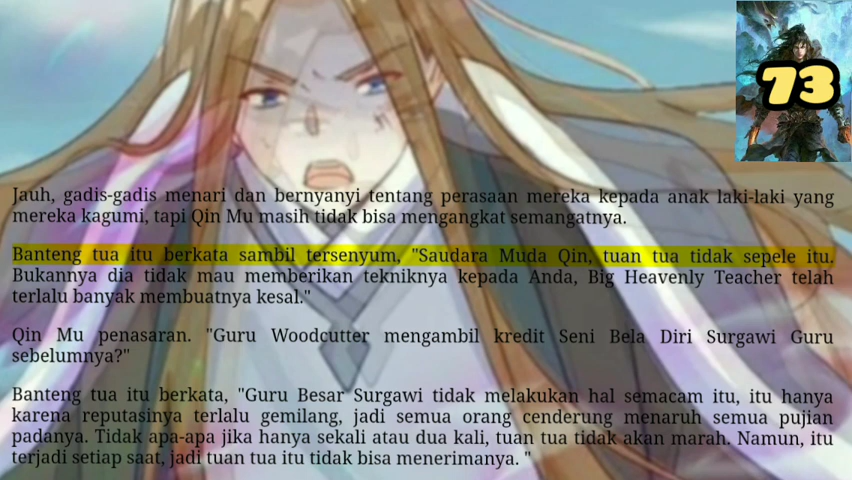 73
Jauh, gadis-gadis menari dan bernyanyi tentang perasaan mereka kepada anak laki-laki yang
mereka kagumi, tapi Qin Mu masih tidak bisa mengangkat semangatnya.
Banteng tua itu berkata sambil tersenyum, "Saudara Muda Qin, tuan tua tidak sepele itu.
Bukannya dia tidak mau memberikan tekniknya kepada Anda, Big Heavenly Teacher telah
terlalu banyak membuatnya kesal."
Qin Mu penasaran. "Guru Woodcutter mengambil kredit Seni Bela Diri Surgawi Guru
sebelumnya?"
Banteng tua itu berkata, "Guru Besar Surgawi tidak melakukan hal semacam itu, itu hanya
karena reputasinya terlalu gemilang, jadi semua orang cenderung menaruh semua pujian
padanya. Tidak apa-apa jika hanya sekali atau dua kali, tuan tua tidak akan marah. Namun, itu
terjadi setiap saat, jadi tuan tua itu tidak bisa menerimanya. "